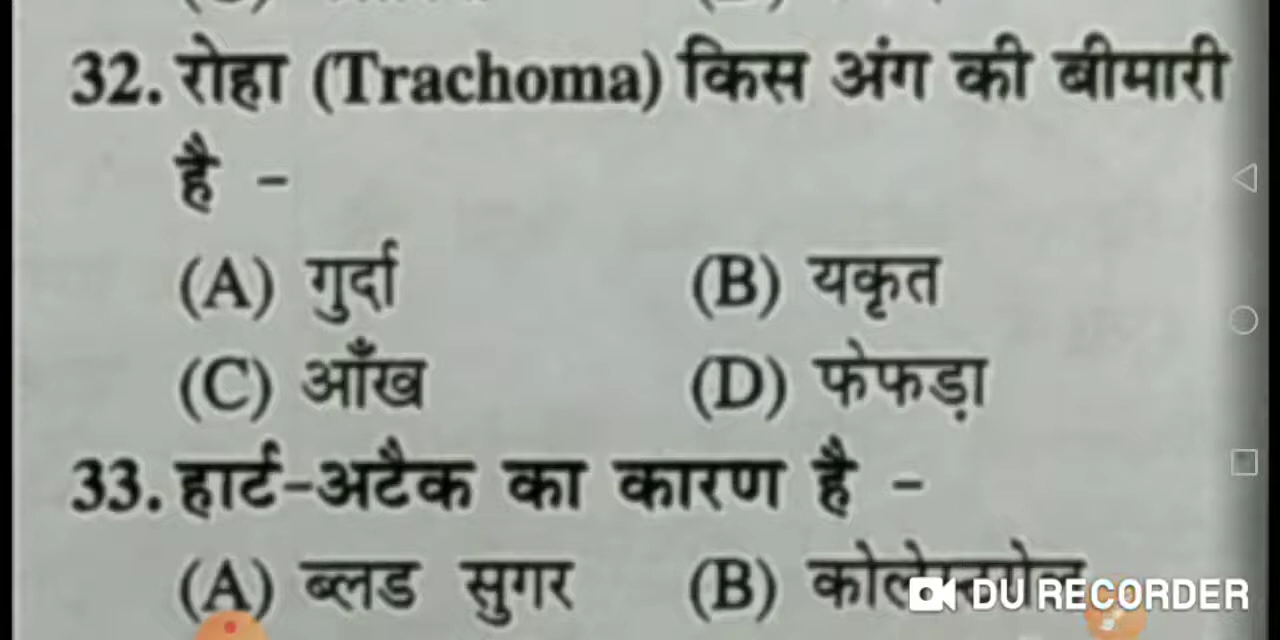 32. रोहा (Trachoma) किस अंग की बीमारी
है -
(A) गुर्दा (B) यकृत
(C) आँख (D) फेफड़ा
33. हार्ट-अटैक का कारण है -
(A) ब्लड सुगर (B)
DU RECORDER